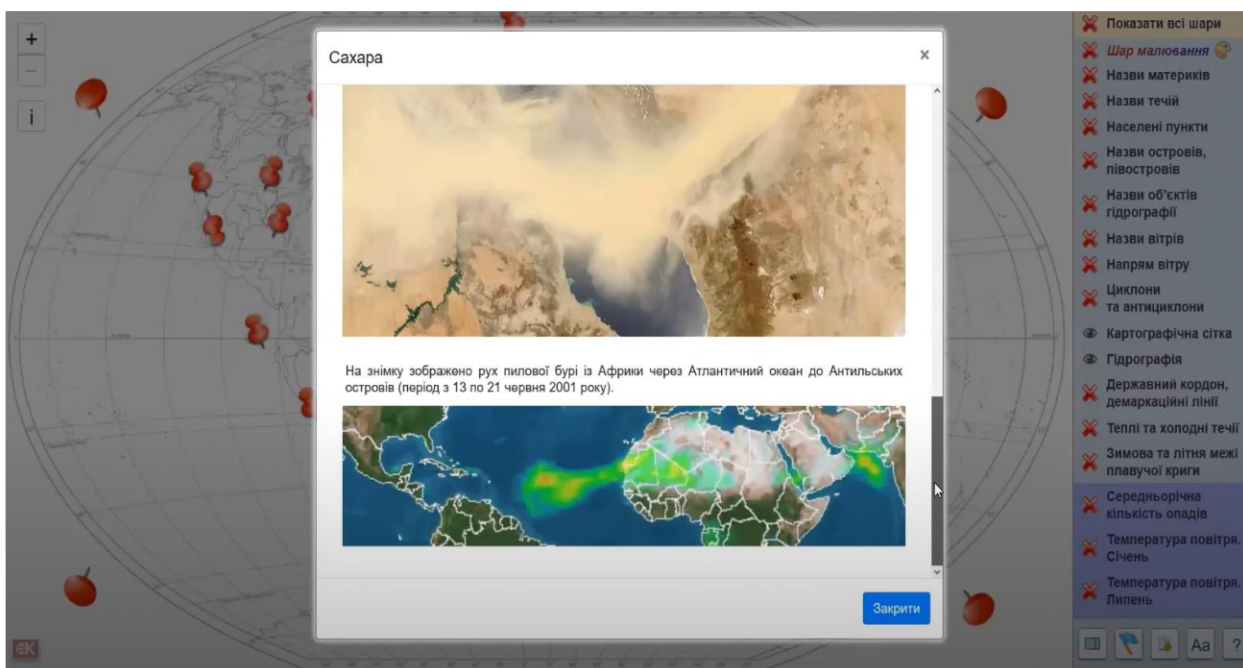 +
−
i
Сахара
×
На знімку зображено рух пилової бурі із Африки через Атлантичний океан до Антильських
островів (період з 13 по 21 червня 2001 року).
Закрити
Показати всі шари
Шар малювання
Назви материків
Назви течій
Населені пункти
Назви островів,
півостровів
Назви об'єктів
гідрографії
Назви вітрів
Напрям вітру
Циклони
та антициклони
Картографічна сітка
Гідрографія
Державний кордон,
демаркаційні лінії
Теплі та холодні течії
Зимова та літня межі
плавучої криги
Середньорічна
кількість опадів
Температура повітря.
Січень
Температура повітря.
Липень
Aa
?